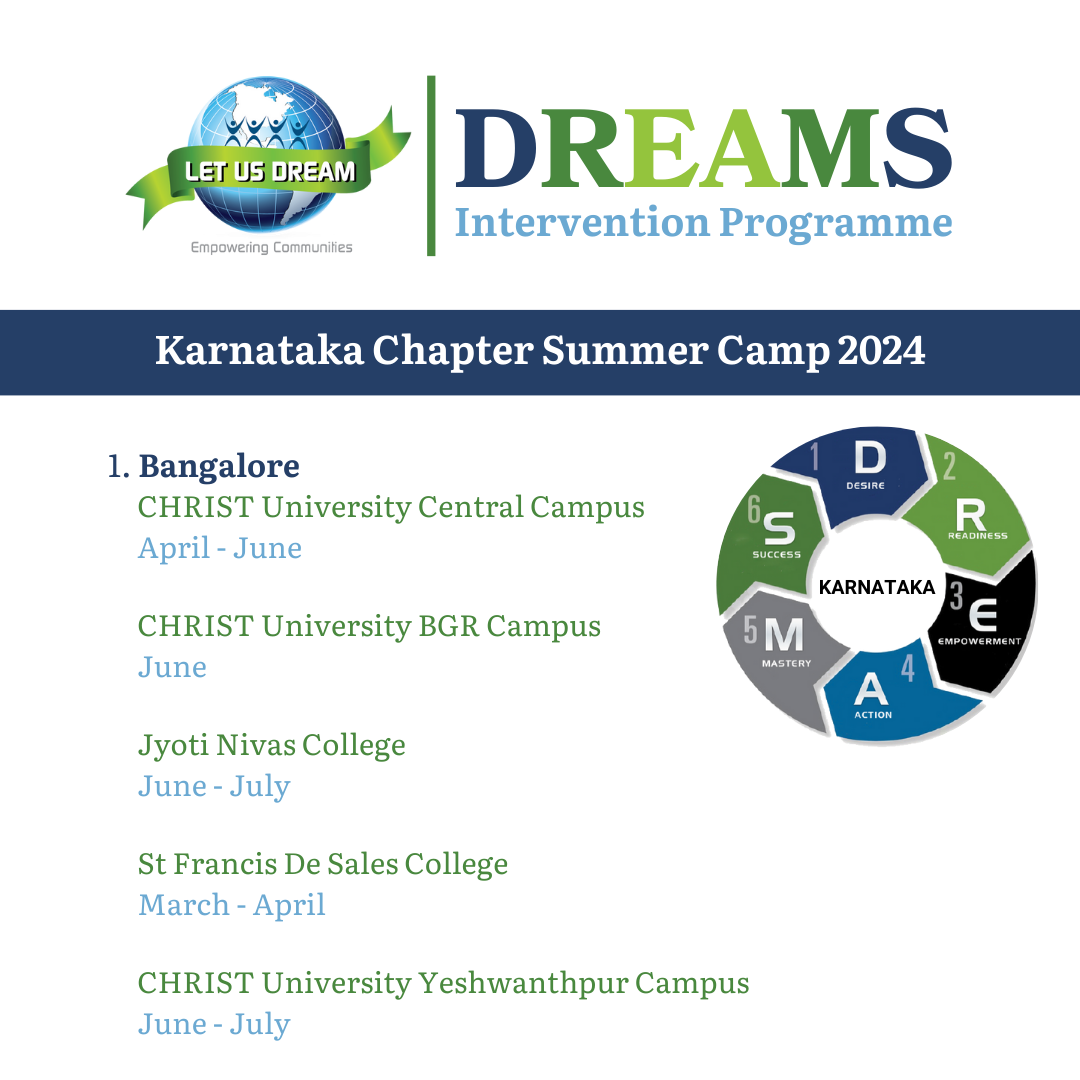 LET US DREAM
Empowering Communities
DREAMS
Intervention Programme
Karnataka Chapter Summer Camp 2024
1. Bangalore
CHRIST University Central Campus
April - June
CHRIST University BGR Campus
June
Jyoti Nivas College
June - July
St Francis De Sales College
March - April
CHRIST University Yeshwanthpur Campus
June - July
KARNATAKA
1 D
DESIRE
2
R
READINESS
3 E
EMPOWERMENT
A 4
ACTION
5 M
MASTERY
6 S
SUCCESS